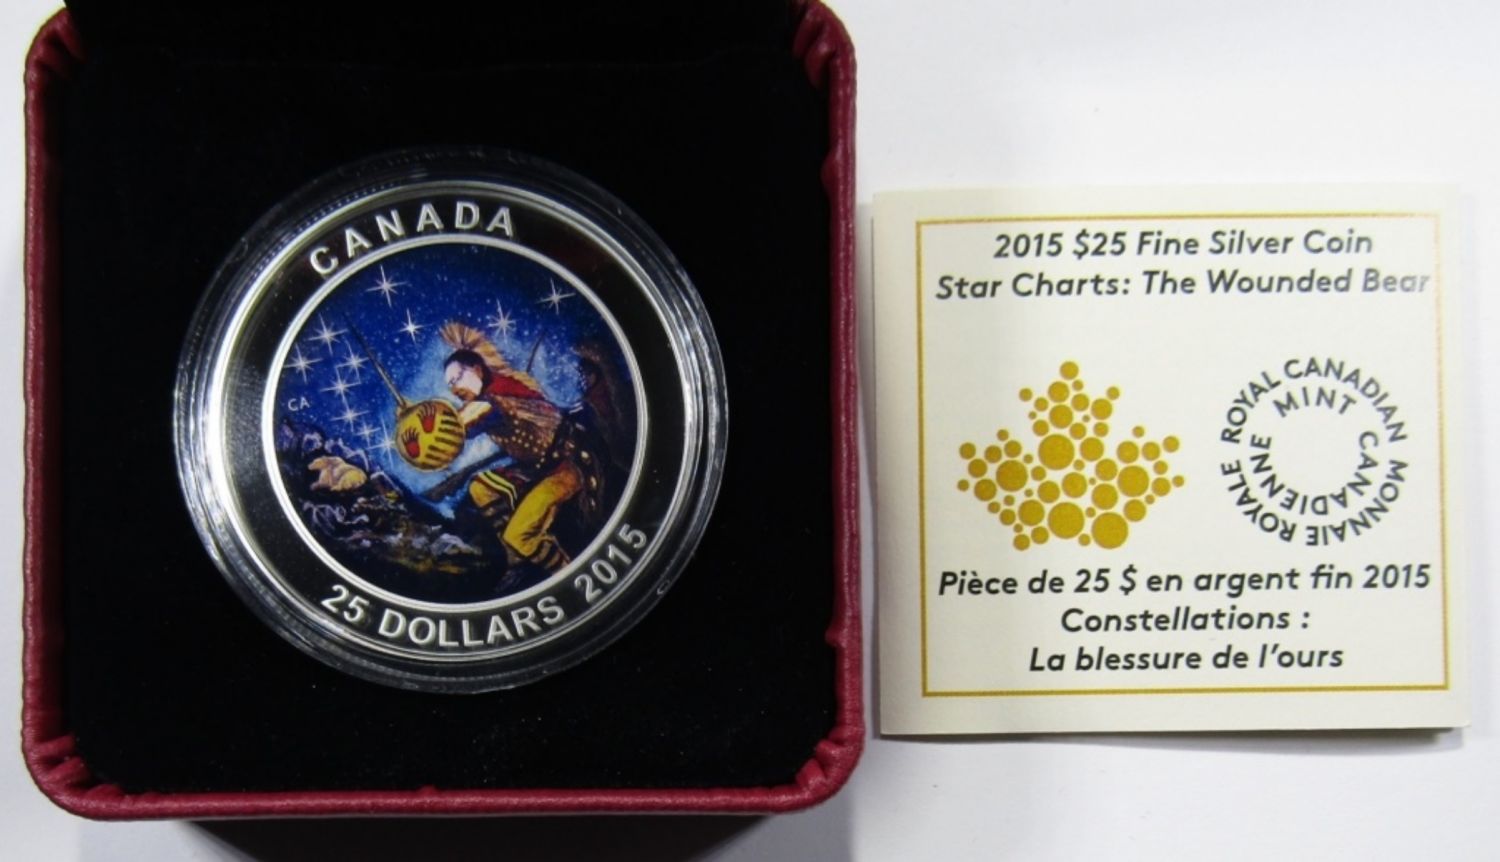 CANADA
CA
25 DOLLARS 2015
2015 $25 Fine Silver Coin
Star Charts: The Wounded Bear
ROYAL CANADIAN MINT
MONNAIE ROYALE CANADIENNE
Pièce de 25 $ en argent fin 2015
Constellations :
La blessure de l'ours